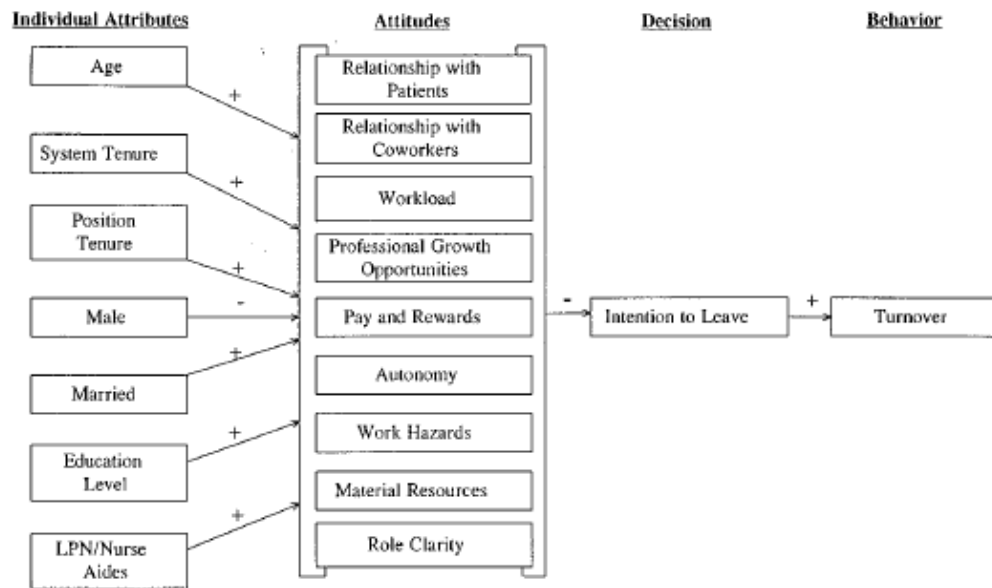 Individual Attributes
Attitudes
Decision
Behavior
Age
System Tenure
Position
Tenure
Male
Married
Education
Level
LPN/Nurse
Aides
+
+
+
-
+
+
+
Relationship with
Patients
Relationship with
Coworkers
Workload
Professional Growth
Opportunities
Pay and Rewards
Autonomy
Work Hazards
Material Resources
Role Clarity
-
Intention to Leave
+
Turnover